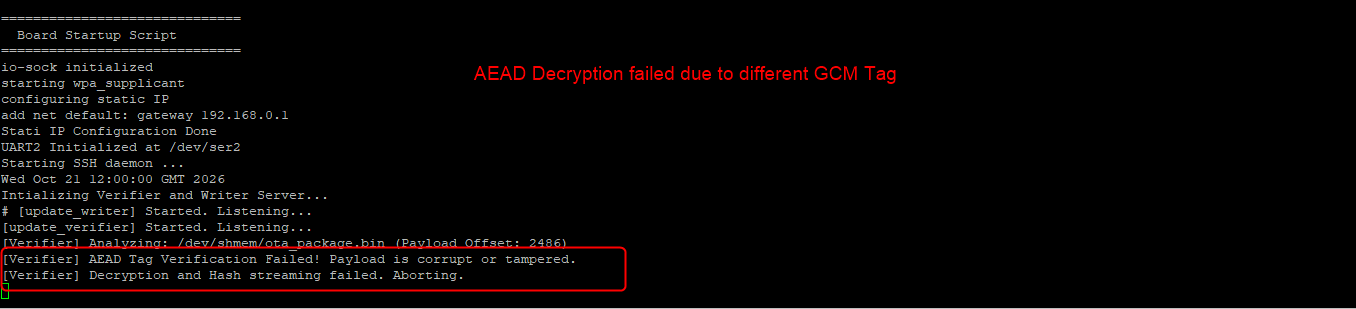 ==============================
Board Startup Script
==============================
io-sock initialized
starting wpa_supplicant
configuring static IP
add net default: gateway 192.168.0.1
Stati IP Configuration Done
UART2 Initialized at /dev/ser2
Starting SSH daemon ...
Wed Oct 21 12:00:00 GMT 2026
Intializing Verifier and Writer Server...
# [update_writer] Started. Listening...
[update_verifier] Started. Listening...
[Verifier] Analyzing: /dev/shmem/ota_package.bin (Payload Offset: 2486)
[Verifier] AEAD Tag Verification Failed! Payload is corrupt or tampered.
[Verifier] Decryption and Hash streaming failed. Aborting.
AEAD Decryption failed due to different GCM Tag